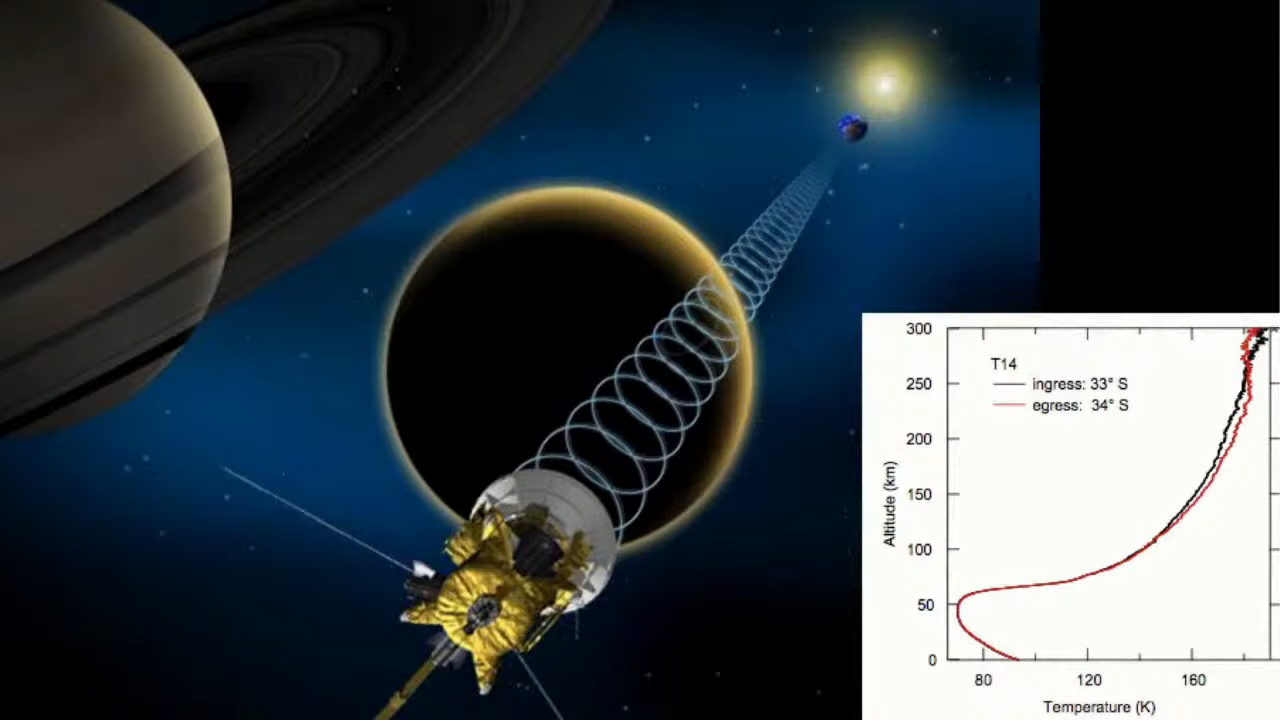 300
T14
ingress: 33° S
250
egress: 34° S
200
Altitude (km)
150
100
50
0
80 120 160
Temperature (K)